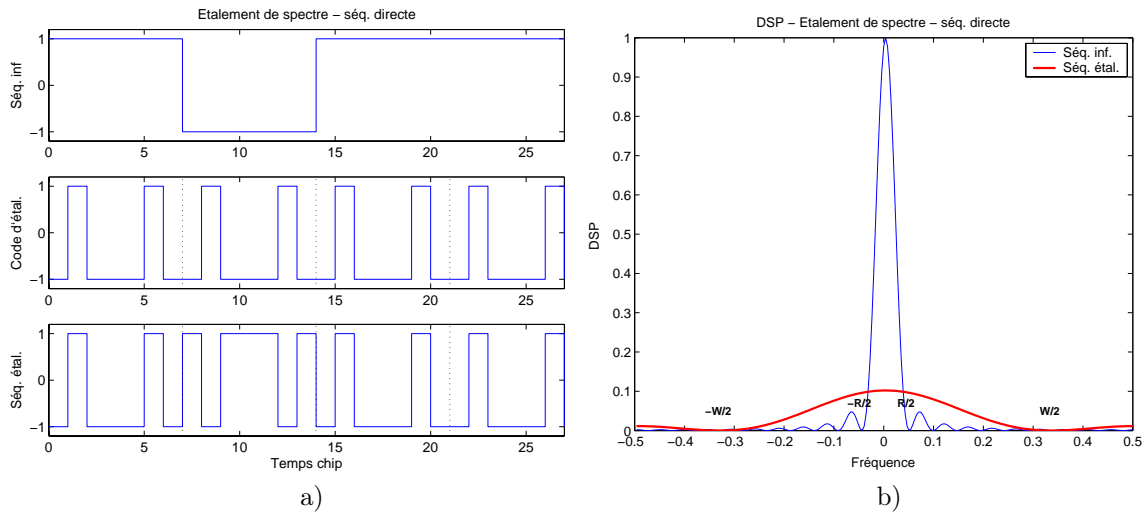 Etalement de spectre – séq. directe
Séq. inf
1
0
−1
0 5 10 15 20 25
Code d'étal.
1
0
−1
0 5 10 15 20 25
Séq. étal.
1
0
−1
0 5 10 15 20 25
Temps chip
a)
DSP – Etalement de spectre – séq. directe
Séq. inf.
Séq. étal.
DSP
1
0.9
0.8
0.7
0.6
0.5
0.4
0.3
0.2
0.1
0
−W/2 −R/2 R/2 W/2
−0.5 −0.4 −0.3 −0.2 −0.1 0 0.1 0.2 0.3 0.4 0.5
Fréquence
b)